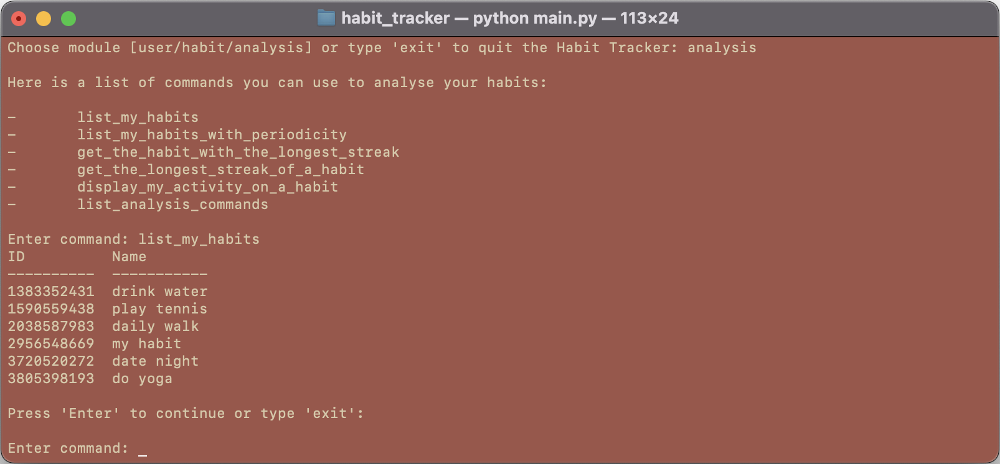 habit_tracker — python main.py — 113×24
Choose module [user/habit/analysis] or type 'exit' to quit the Habit Tracker: analysis
Here is a list of commands you can use to analyse your habits:
-        list_my_habits
-        list_my_habits_with_periodicity
-        get_the_habit_with_the_longest_streak
-        get_the_longest_streak_of_a_habit
-        display_my_activity_on_a_habit
-        list_analysis_commands
Enter command: list_my_habits
ID          Name
----------  -----------
1383352431  drink water
1590559438  play tennis
2038587983  daily walk
2956548669  my habit
3720520272  date night
3805398193  do yoga
Press 'Enter' to continue or type 'exit':
Enter command: _